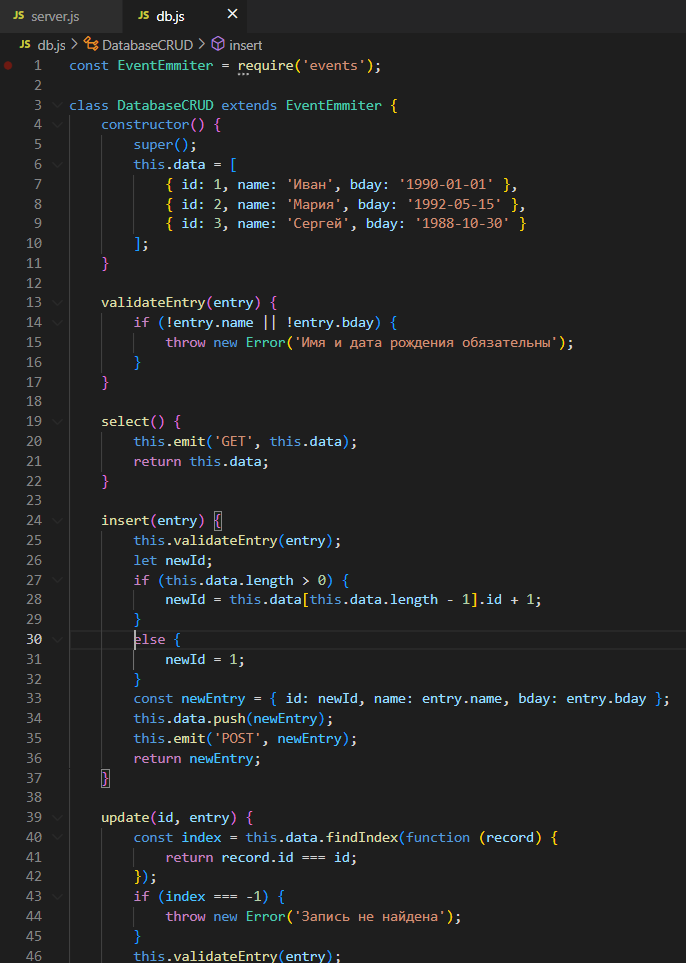 JS server.js JS db.js ×
JS db.js > DatabaseCRUD > insert
1 const EventEmmiter = require('events');
2
3 class DatabaseCRUD extends EventEmmiter {
4 constructor() {
5 super();
6 this.data = [
7 { id: 1, name: 'Иван', bday: '1990-01-01' },
8 { id: 2, name: 'Мария', bday: '1992-05-15' },
9 { id: 3, name: 'Сергей', bday: '1988-10-30' }
10 ];
11 }
12
13 validateEntry(entry) {
14 if (!entry.name || !entry.bday) {
15 throw new Error('Имя и дата рождения обязательны');
16 }
17 }
18
19 select() {
20 this.emit('GET', this.data);
21 return this.data;
22 }
23
24 insert(entry) {
25 this.validateEntry(entry);
26 let newId;
27 if (this.data.length > 0) {
28 newId = this.data[this.data.length - 1].id + 1;
29 }
30 else {
31 newId = 1;
32 }
33 const newEntry = { id: newId, name: entry.name, bday: entry.bday };
34 this.data.push(newEntry);
35 this.emit('POST', newEntry);
36 return newEntry;
37 }
38
39 update(id, entry) {
40 const index = this.data.findIndex(function (record) {
41 return record.id === id;
42 });
43 if (index === -1) {
44 throw new Error('Запись не найдена');
45 }
46 this.validateEntry(entry);